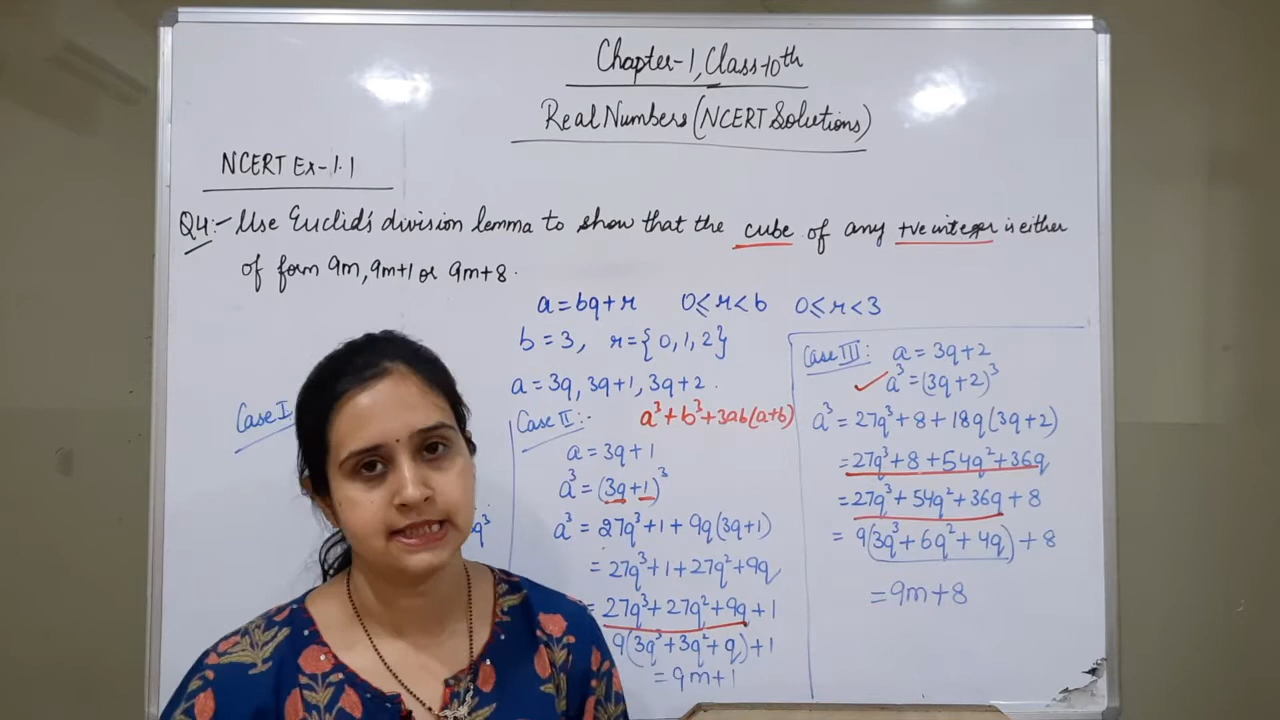 Chapter-1, Class-10th
Real Numbers (NCERT Solutions)
NCERT Ex-1.1
Q4:- Use Euclid's division lemma to show that the cube of any +ve integer is either
of form 9m, 9m+1 or 9m+8.
a=bq+r 0≤r<b 0≤r<3
b=3, r={0,1,2}
a=3q, 3q+1, 3q+2.
Case I
q³
Case II:-
a³+b³+3ab(a+b)
a=3q+1
a³=(3q+1)³
a³=27q³+1+9q(3q+1)
=27q³+1+27q²+9q
=27q³+27q²+9q+1
9(3q³+3q²+q)+1
=9m+1
Case III: a=3q+2
a³=(3q+2)³
a³=27q³+8+18q(3q+2)
=27q³+8+54q²+36q
=27q³+54q²+36q+8
=9(3q³+6q²+4q)+8
=9m+8